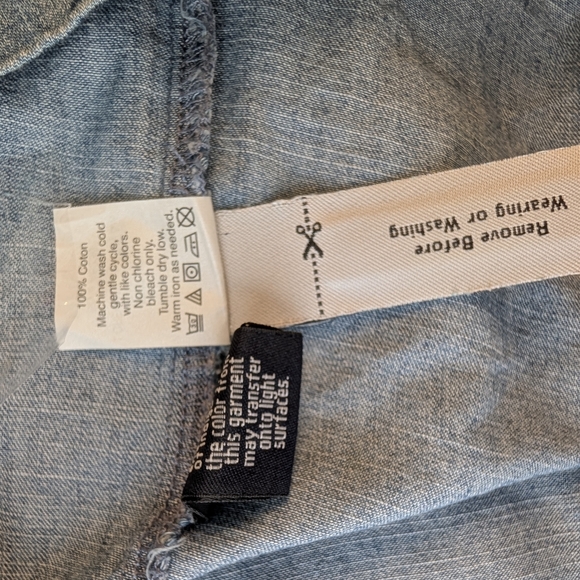 100% Coton
Machine wash cold
gentle cycle,
with like colors.
Non chlorine
bleach only.
Tumble dry low.
Warm iron as needed.
Remove Before
Wearing or Washing
the color
this garment
may transfer
onto light
surfaces.